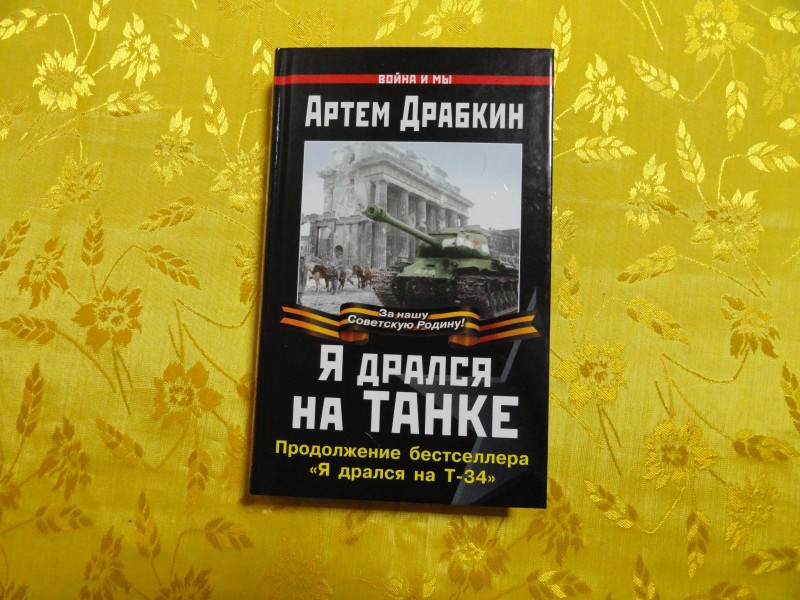 ВОЙНА И МЫ
АРТЕМ ДРАБКИН
За нашу
Советскую Родину!
Я ДРАЛСЯ
НА ТАНКЕ
Продолжение бестселлера
«Я дрался на Т-34»